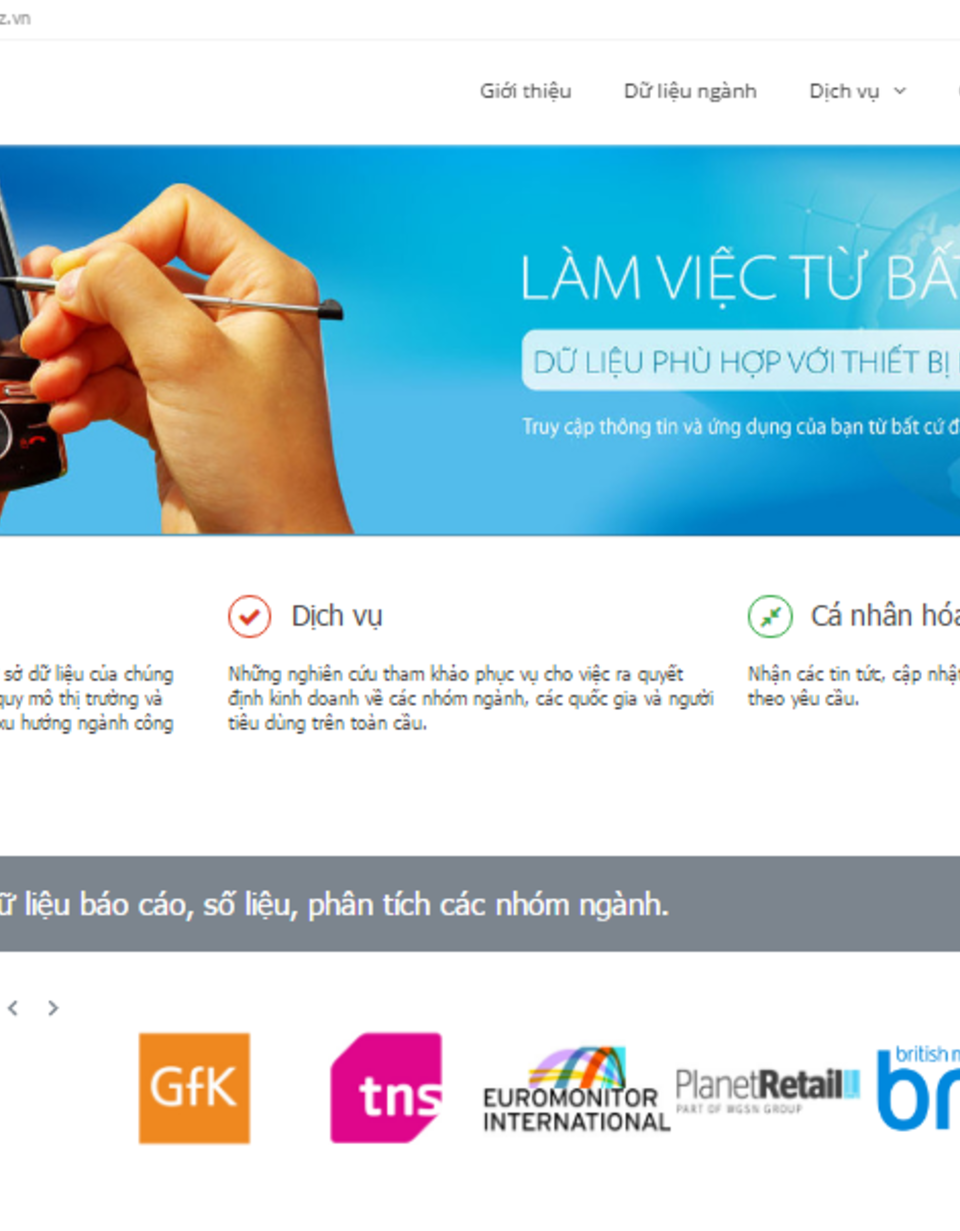 z.vn
Giới thiệu Dữ liệu ngành Dịch vụ
LÀM VIỆC TỪ BẤT
DỮ LIỆU PHÙ HỢP VỚI THIẾT BỊ
Truy cập thông tin và ứng dụng của bạn từ bất cứ đ
Dịch vụ
Cá nhân hóa
sở dữ liệu của chúng
quy mô thị trường và
xu hướng ngành công
Những nghiên cứu tham khảo phục vụ cho việc ra quyết
định kinh doanh về các nhóm ngành, các quốc gia và người
tiêu dùng trên toàn cầu.
Nhận các tin tức, cập nhật
theo yêu cầu.
ữ liệu báo cáo, số liệu, phân tích các nhóm ngành.
GfK
tns
EUROMONITOR
INTERNATIONAL
PlanetRetail
PART OF WGSN GROUP
british m
br